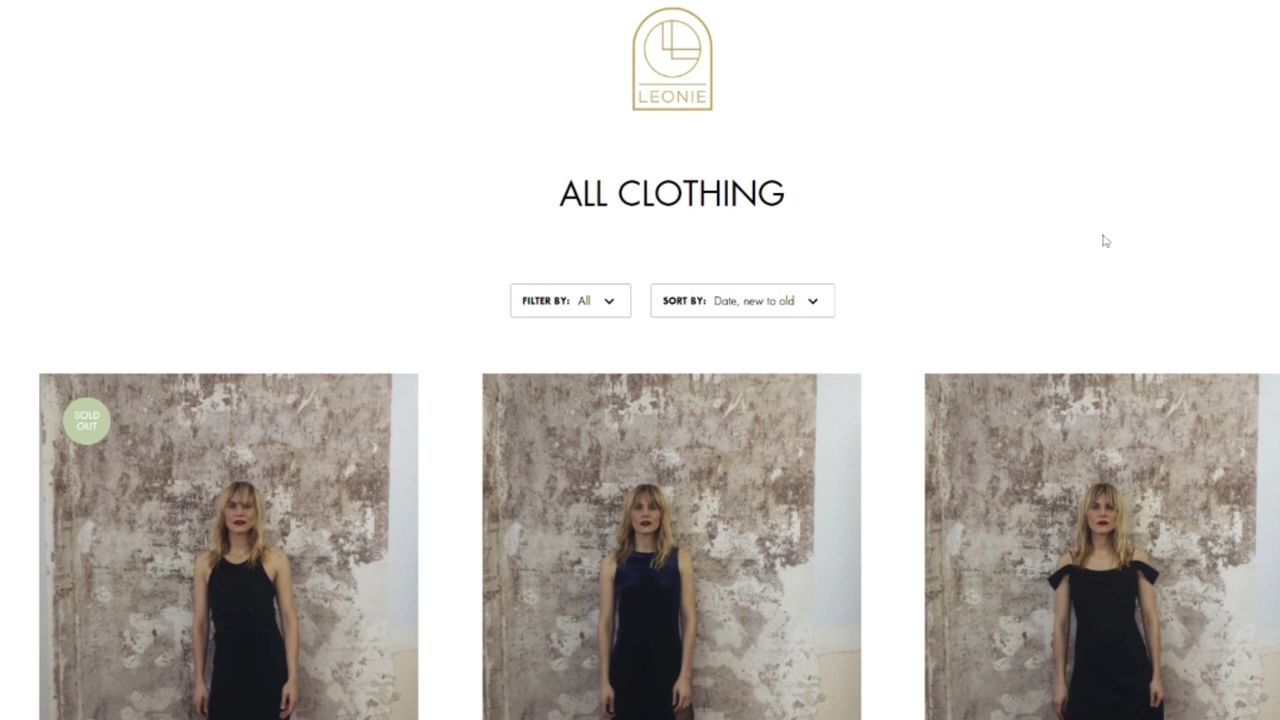 LEONIE
ALL CLOTHING
FILTER BY: All
SORT BY: Date, new to old
SOLD
OUT